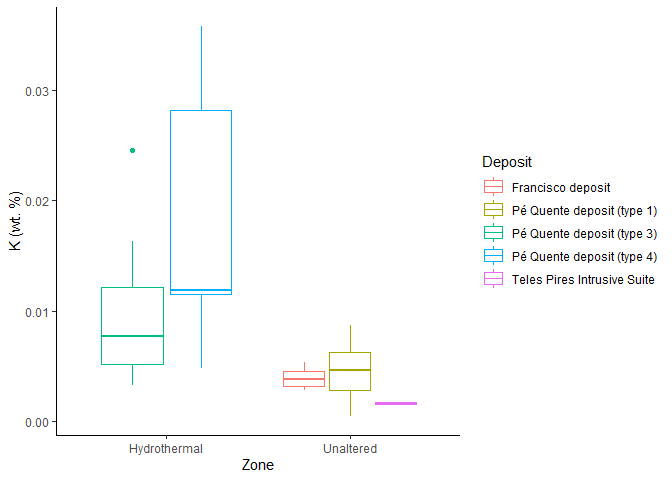 K (wt. %)
0.03
0.02
0.01
0.00
Hydrothermal
Unaltered
Zone
Deposit
Francisco deposit
Pé Quente deposit (type 1)
Pé Quente deposit (type 3)
Pé Quente deposit (type 4)
Teles Pires Intrusive Suite